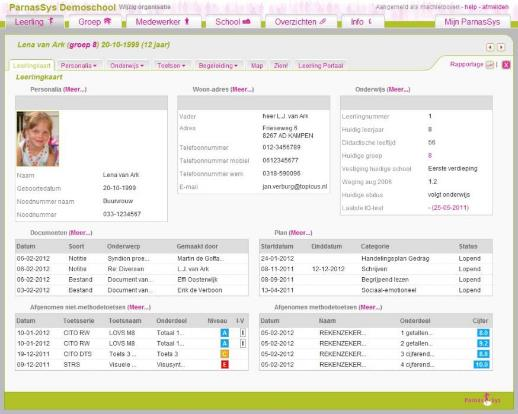 ParnasSys Demoschool Wijzig organisatie
Aangemeld als machielboven - help - afmelden
Leerling Groep Medewerker School Overzichten Info Mijn ParnasSys
Lena van Ark (groep 8) 20-10-1999 (12 jaar)
Leerlingkaart Personalia Onderwijs Toetsen Begeleiding Map Zien! Leerling Portaal Rapportage X
Leerlingkaart
Personalia (Meer...)
Naam Lena van Ark
Geboortedatum 20-10-1999
Noodnummer naam Buurvrouw
Noodnummer 033-1234567
Woon-adres (Meer...)
Vader heer L.J. van Ark
Adres Frieseweg 6
8267 AD KAMPEN
Telefoonnummer 012-3456789
Telefoonnummer mobiel 0612345677
Telefoonnummer werk 0318-590096
E-mail jan.verburg@topicus.nl
Onderwijs (Meer...)
Leerlingnummer 1
Huidig leerjaar 8
Didactische leeftijd 56
Huidige groep 8
Vestiging huidige school Eerste verdieping
Weging aug 2006 1.2
Huidige status volgt onderwijs
Laatste IQ-test - (25-05-2011)
Documenten (Meer...)
Datum Soort Onderwerp Gemaakt door
06-02-2012 Notitie Syndion proe... Martin de Goffa...
06-02-2012 Notitie Re: Diversen L.J. van Ark
06-02-2012 Bestand Document van... Effi Oosterwijk
03-02-2012 Bestand Document van... Erik de Vertoon
Plan (Meer...)
Startdatum Einddatum Categorie Status
24-01-2012 Handelingsplan Gedrag Lopend
08-11-2011 12-12-2012 Schrijven Lopend
08-09-2011 Begrijpend lezen Lopend
13-04-2011 Sociaal-emotioneel Lopend
Afgenomen niet-methodetoetsen (Meer...)
Datum Toetsserie Toetsnaam Onderdeel Niveau I-V
10-01-2012 CITO RW LOVS M8 Totaal 1... A I
10-01-2012 CITO RW LOVS M8 Totaal 1... A I
19-12-2011 CITO DTS Toets 3 Toets 3 C
09-11-2011 STRS Visuele ... Visusynt... E
Afgenomen methodetoetsen (Meer...)
Datum Naam Onderdeel Cijfer
05-02-2012 REKENZEKER... 1 getallen... 8.0
05-02-2012 REKENZEKER... 2 getallen... 9.2
05-02-2012 REKENZEKER... 3 cijferend... 8.0
05-02-2012 REKENZEKER... 4 cijferend... 10.0
ParnasSys